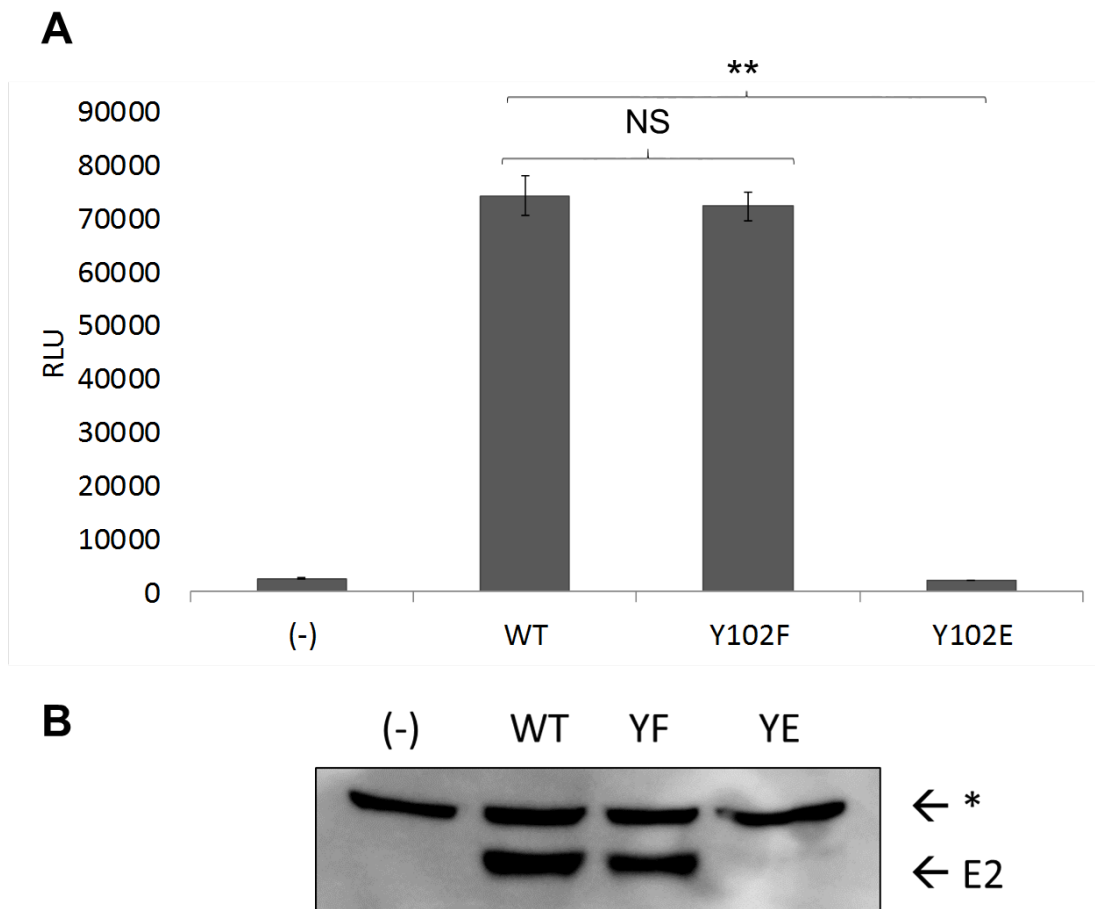 A
**
NS
90000
80000
70000
60000
50000
40000
30000
20000
10000
0
RLU
(-) WT Y102F Y102E
B
(-) WT YF YE
← *
← E2